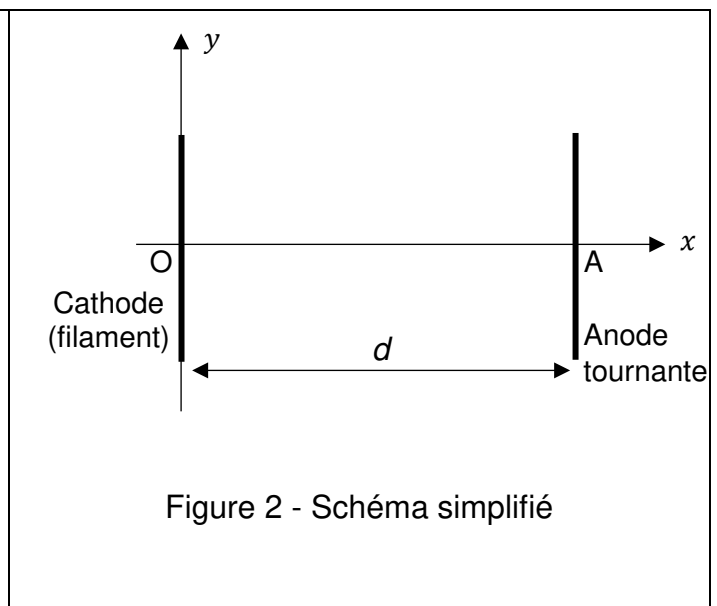 y
x
O
A
Cathode
(filament)
Anode
tournante
d
Figure 2 - Schéma simplifié